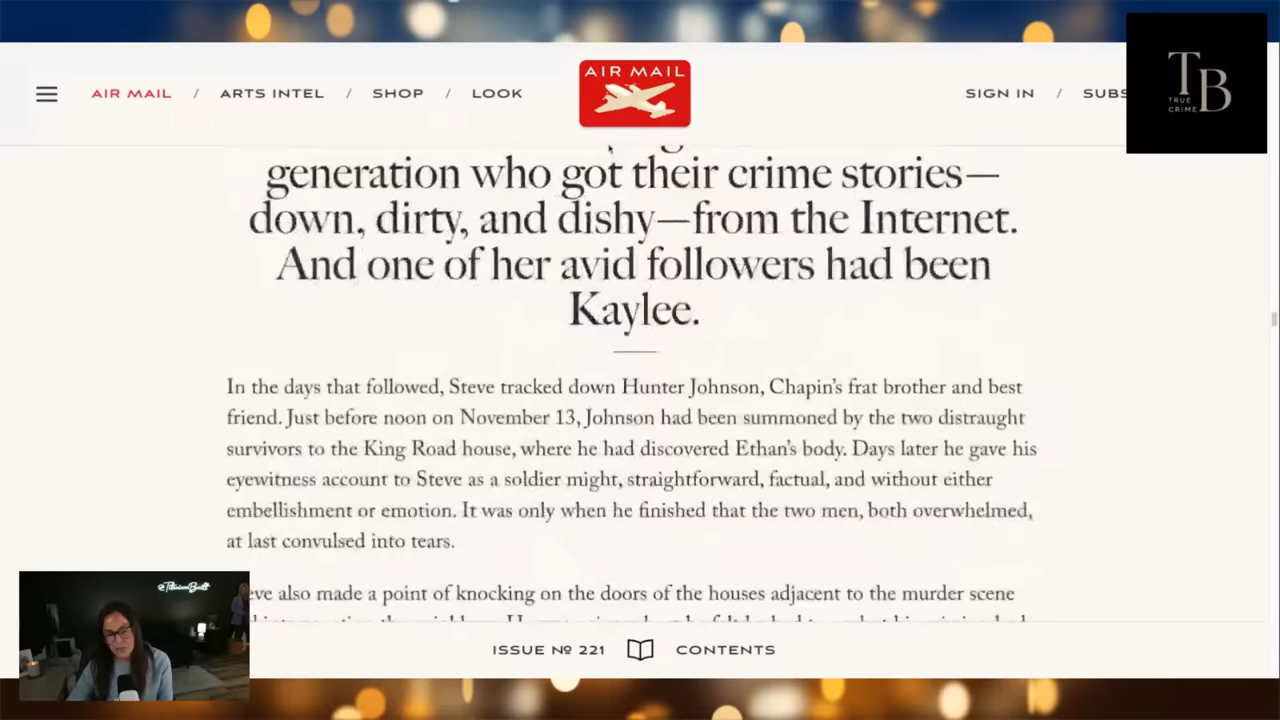 AIR MAIL / ARTS INTEL / SHOP / LOOK
AIR MAIL
SIGN IN / SUBS
TB
TRUE
CRIME
generation who got their crime stories—
down, dirty, and dishy—from the Internet.
And one of her avid followers had been
Kaylee.
In the days that followed, Steve tracked down Hunter Johnson, Chapin's frat brother and best
friend. Just before noon on November 13, Johnson had been summoned by the two distraught
survivors to the King Road house, where he had discovered Ethan's body. Days later he gave his
eyewitness account to Steve as a soldier might, straightforward, factual, and without either
embellishment or emotion. It was only when he finished that the two men, both overwhelmed,
at last convulsed into tears.
eve also made a point of knocking on the doors of the houses adjacent to the murder scene
ISSUE Nº 221 CONTENTS